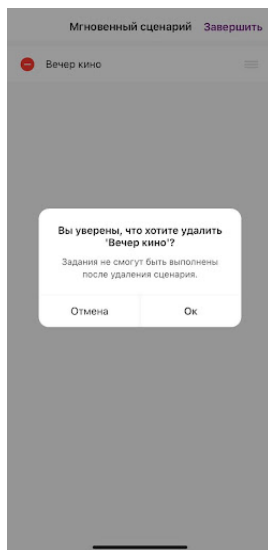 Мгновенный сценарий Завершить
Вечер кино
Вы уверены, что хотите удалить
'Вечер кино'?
Задания не смогут быть выполнены
после удаления сценария.
Отмена Ок